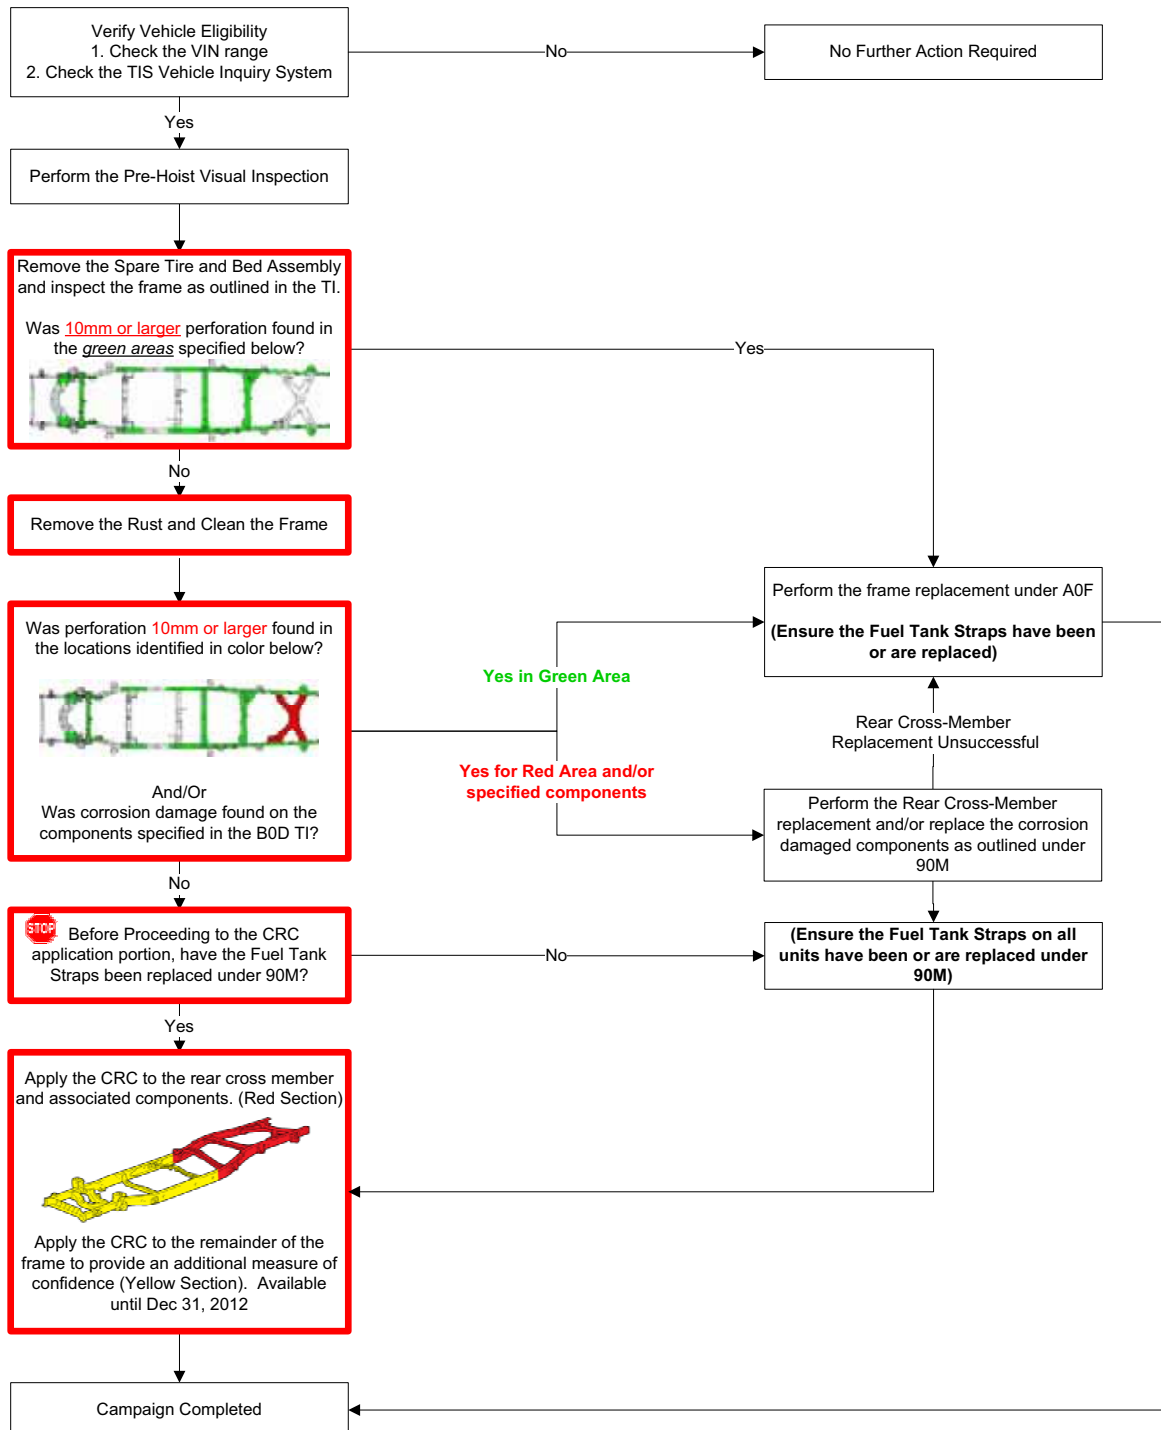 Verify Vehicle Eligibility
1. Check the VIN range
2. Check the TIS Vehicle Inquiry System
No
No Further Action Required
Yes
Perform the Pre-Hoist Visual Inspection
Remove the Spare Tire and Bed Assembly
and inspect the frame as outlined in the TI.
Was 10mm or larger perforation found in
the green areas specified below?
Yes
No
Remove the Rust and Clean the Frame
Was perforation 10mm or larger found in
the locations identified in color below?
And/Or
Was corrosion damage found on the
components specified in the B0D TI?
Yes in Green Area
Yes for Red Area and/or
specified components
Perform the frame replacement under A0F
(Ensure the Fuel Tank Straps have been
or are replaced)
Rear Cross-Member
Replacement Unsuccessful
Perform the Rear Cross-Member
replacement and/or replace the corrosion
damaged components as outlined under
90M
No
STOP
Before Proceeding to the CRC
application portion, have the Fuel Tank
Straps been replaced under 90M?
No
(Ensure the Fuel Tank Straps on all
units have been or are replaced under
90M)
Yes
Apply the CRC to the rear cross member
and associated components. (Red Section)
Apply the CRC to the remainder of the
frame to provide an additional measure of
confidence (Yellow Section). Available
until Dec 31, 2012
Campaign Completed